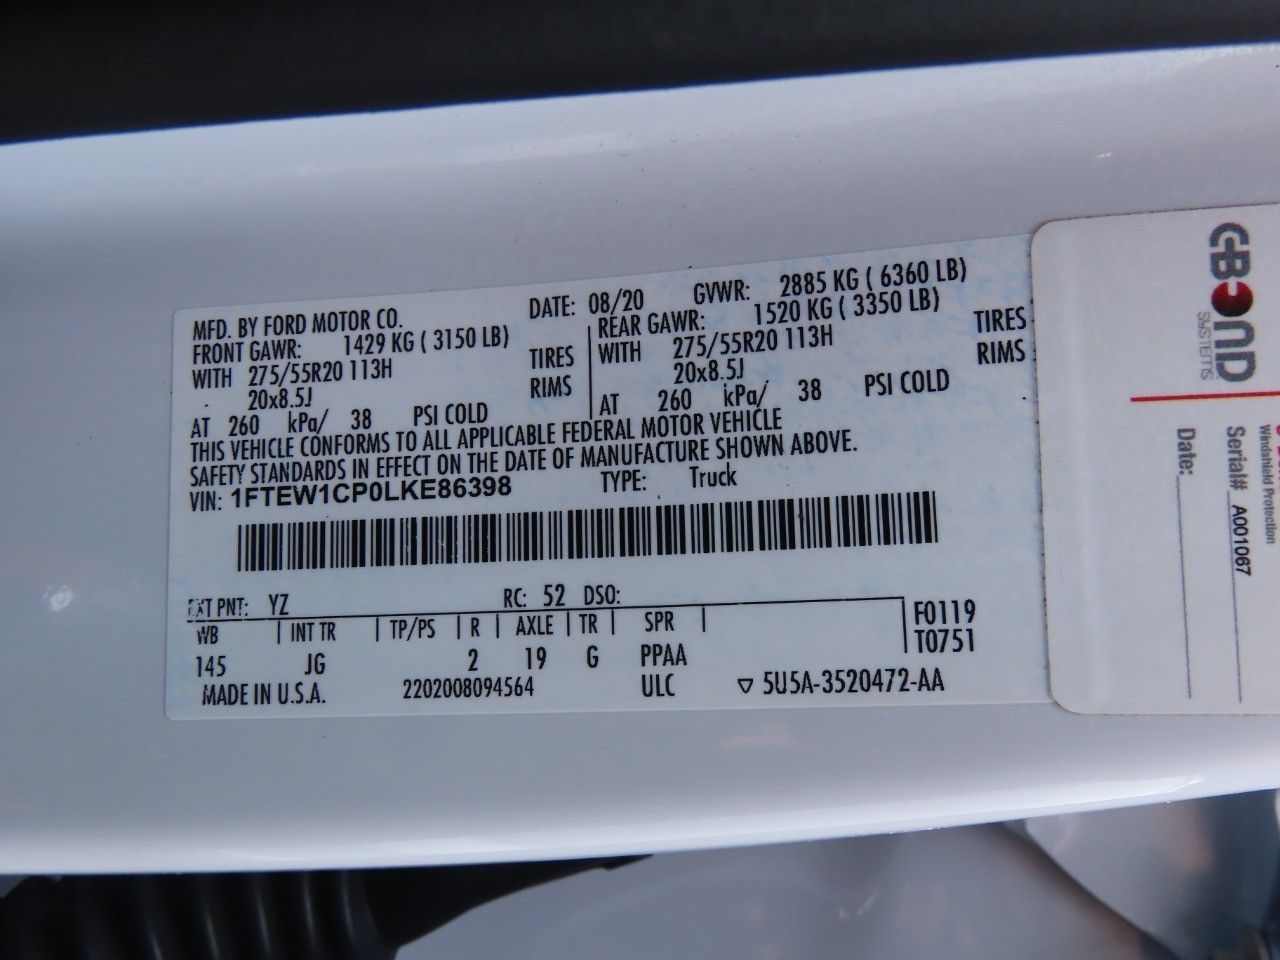 MFD. BY FORD MOTOR CO.
DATE: 08/20
GVWR: 2885 KG ( 6360 LB)
FRONT GAWR: 1429 KG ( 3150 LB)
WITH 275/55R20 113H TIRES
20x8.5J RIMS
AT 260 kPa/ 38 PSI COLD
REAR GAWR: 1520 KG ( 3350 LB)
WITH 275/55R20 113H TIRES
20x8.5J RIMS
AT 260 kPa/ 38 PSI COLD
THIS VEHICLE CONFORMS TO ALL APPLICABLE FEDERAL MOTOR VEHICLE
SAFETY STANDARDS IN EFFECT ON THE DATE OF MANUFACTURE SHOWN ABOVE.
VIN: 1FTEW1CP0LKE86398 TYPE: Truck
EXT PNT: YZ RC: 52 DSO:
WB INT TR TP/PS R AXLE TR SPR
145 JG 2 19 G PPAA
F0119
T0751
MADE IN U.S.A. 2202008094564 ULC ▽ 5U5A-3520472-AA
GBOND
SYSTEMS
Windshield Protection
Serial# A001067
Date: